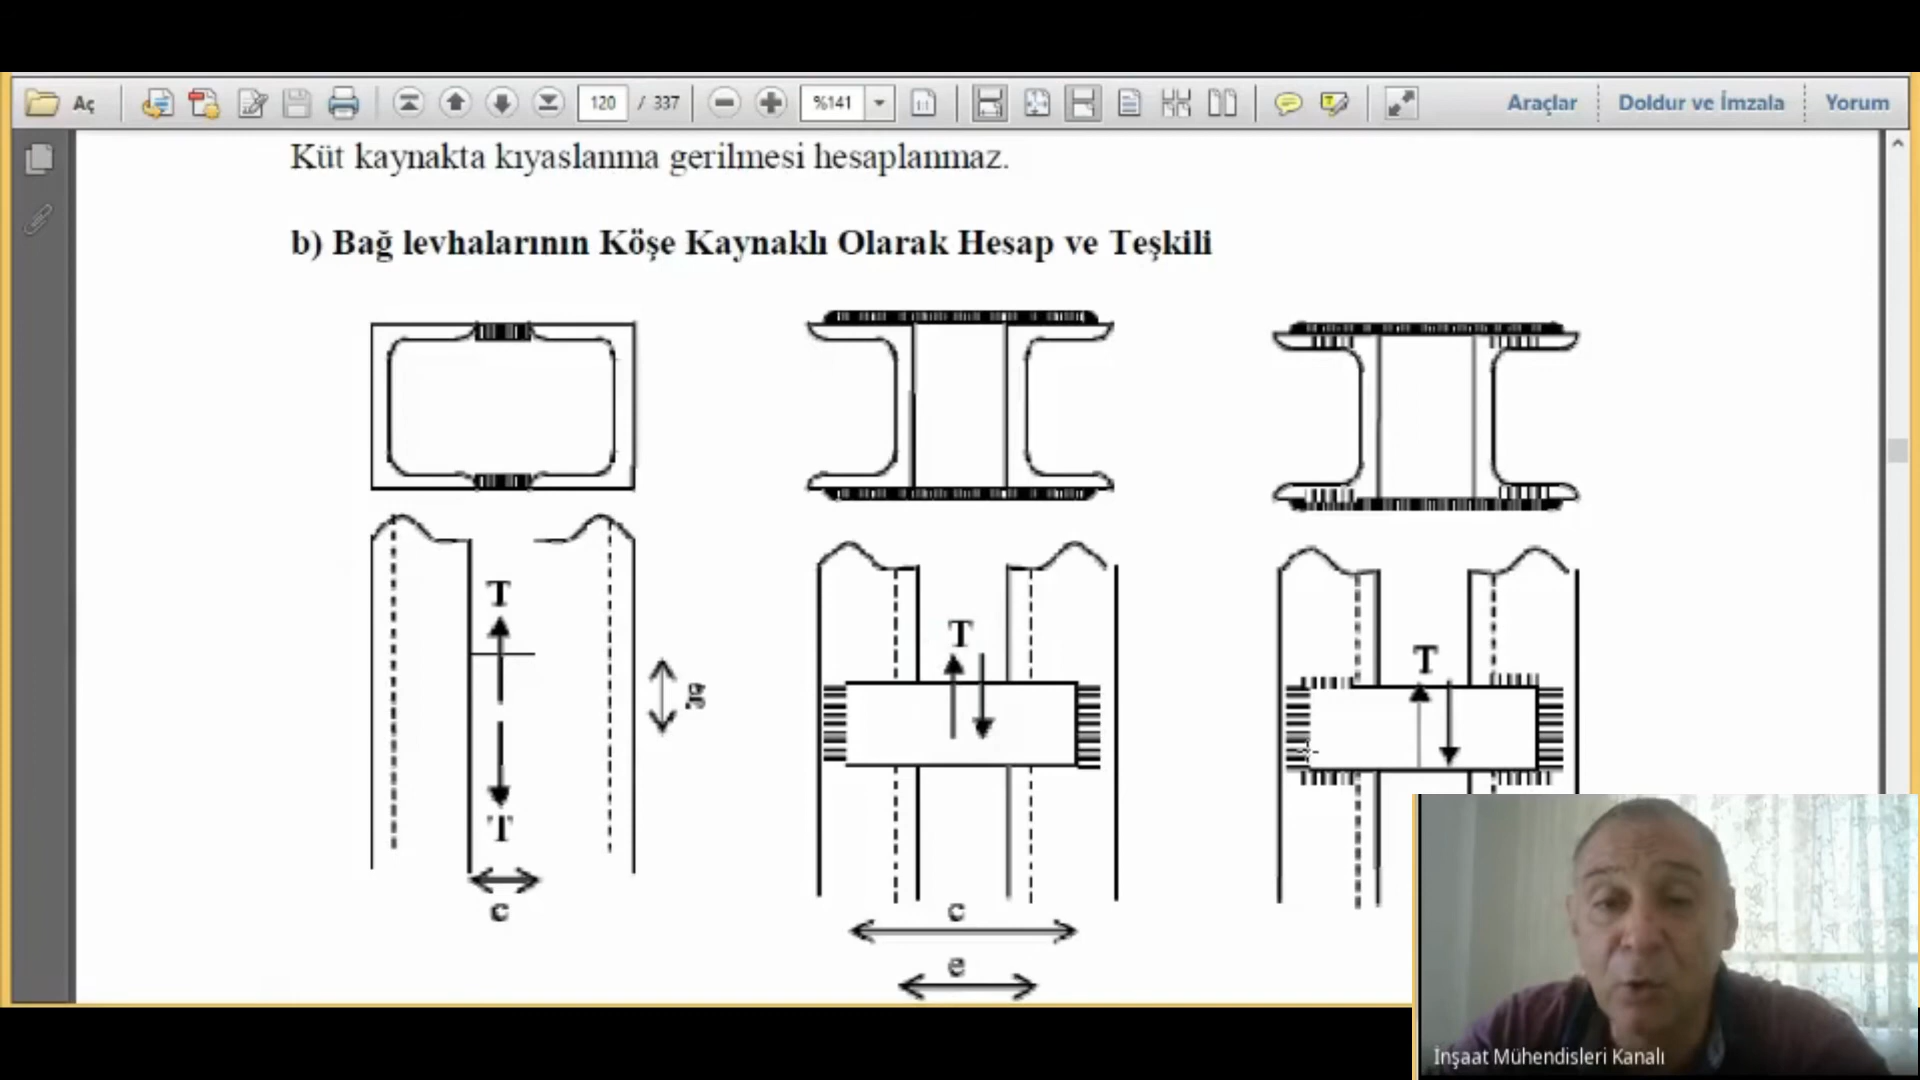 Aç
120 / 337
%141
Araçlar
Doldur ve İmzala
Yorum
Küt kaynakta kıyaslanma gerilmesi hesaplanmaz.
b) Bağ levhalarının Köşe Kaynaklı Olarak Hesap ve Teşkili
T
T
g
c
T
c
e
T
İnşaat Mühendisleri Kanalı